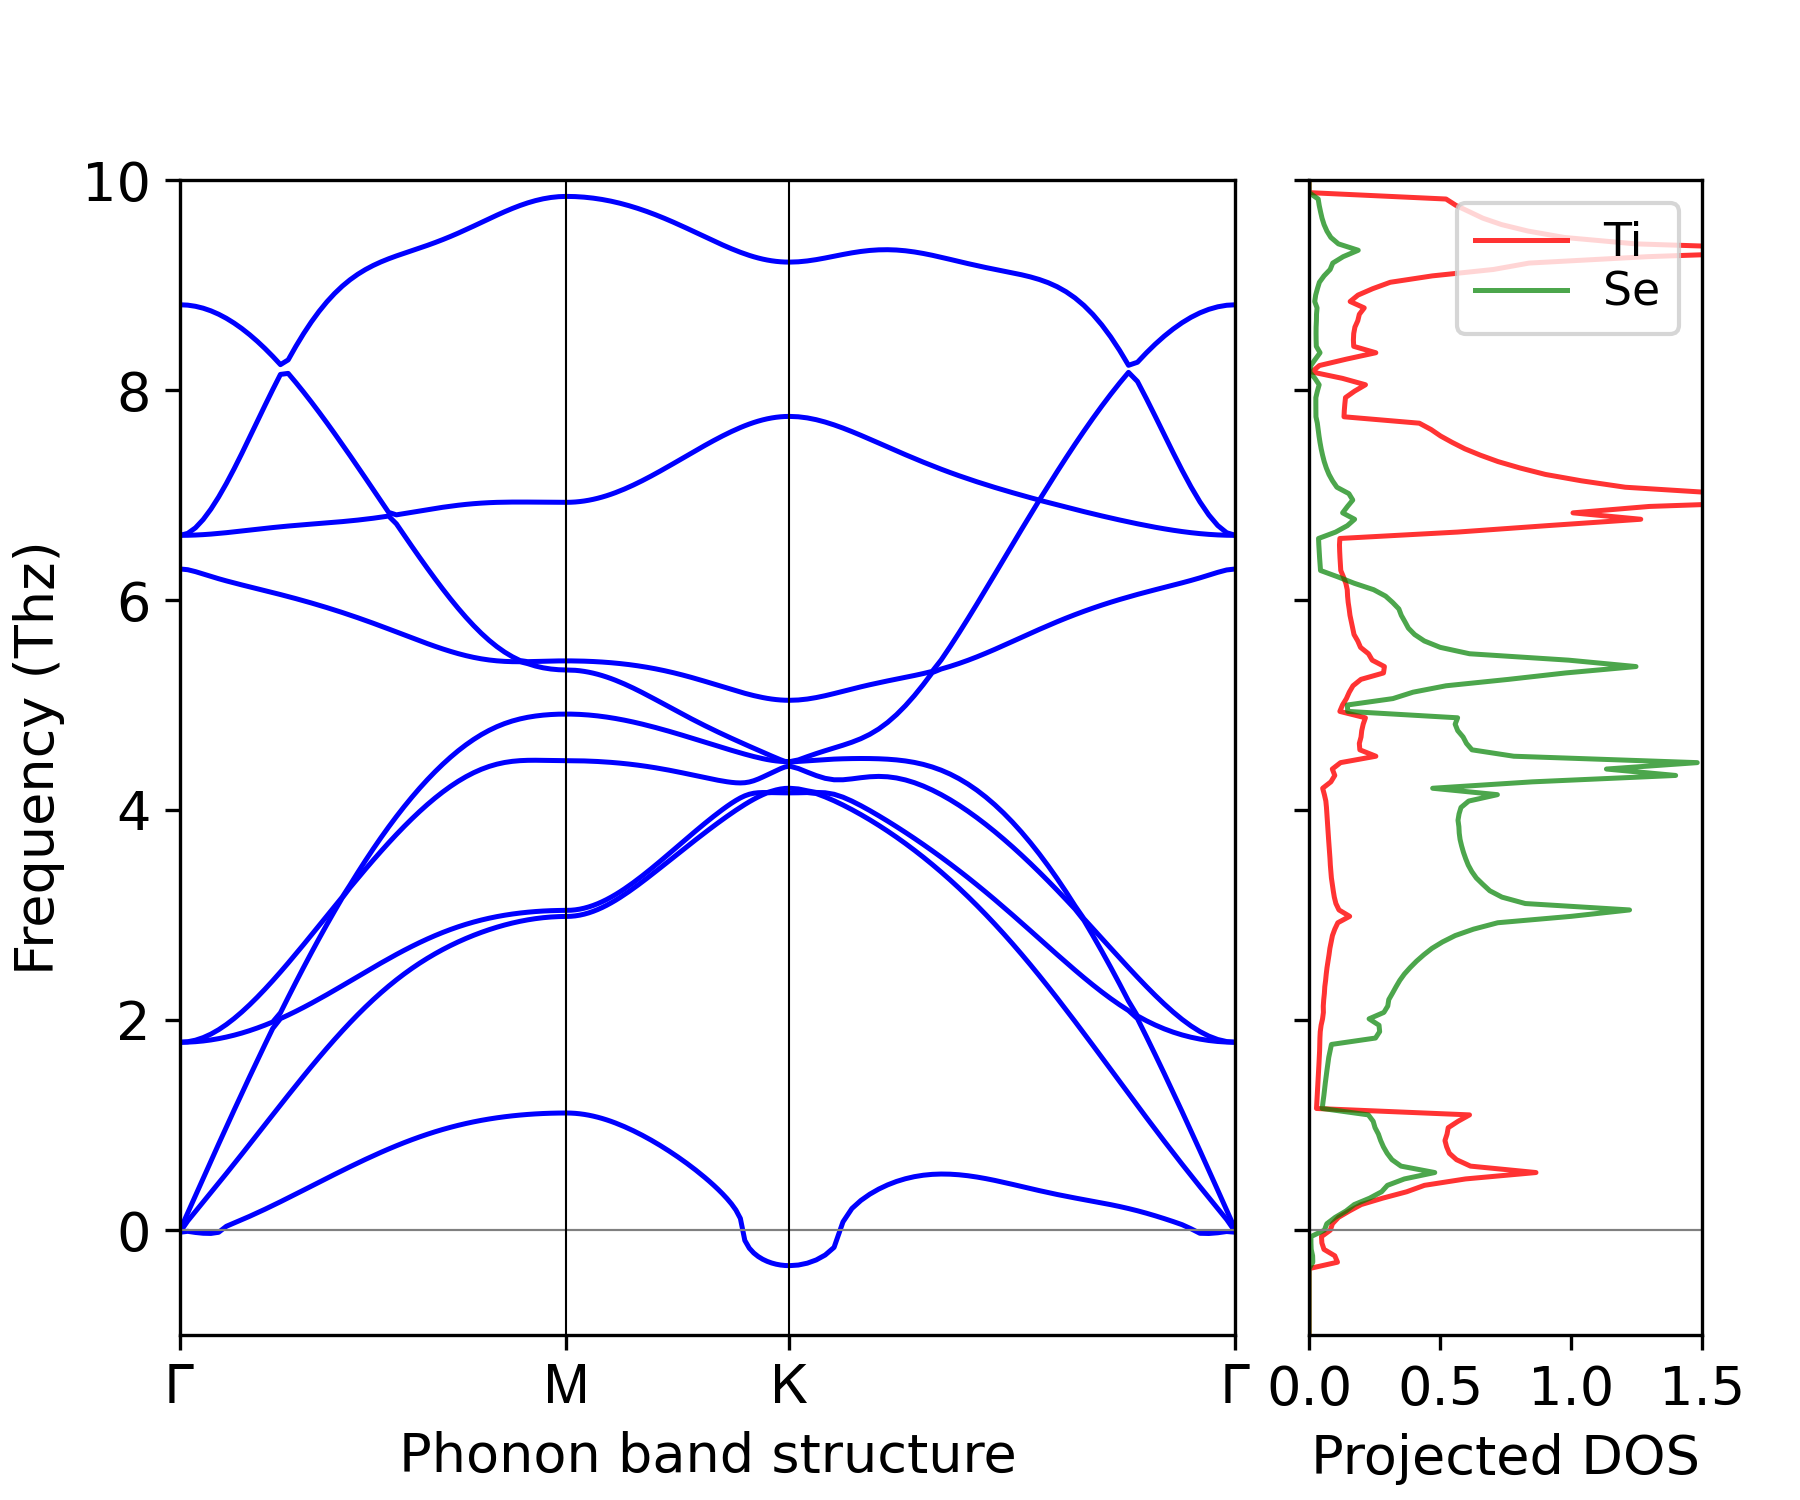 10
8
6
4
2
0
Frequency (Thz)
Γ M K Γ
Phonon band structure
Ti
Se
0.0 0.5 1.0 1.5
Projected DOS